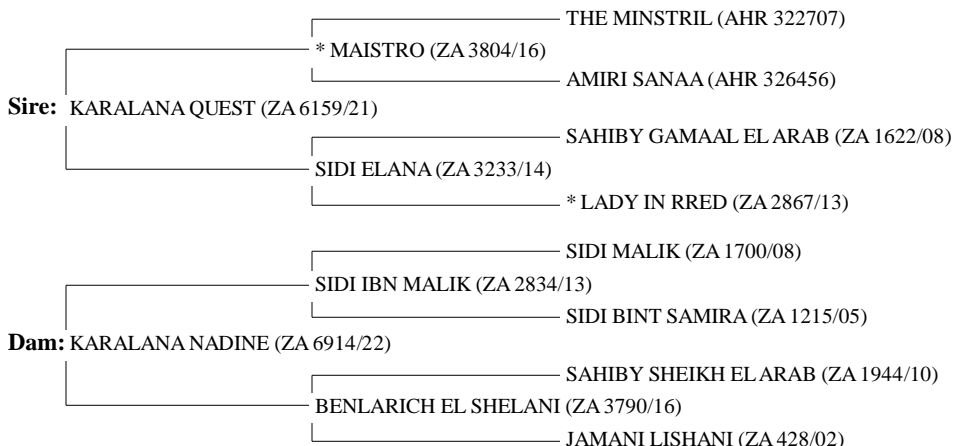 THE MINSTRIL (AHR 322707)
* MAISTRO (ZA 3804/16)
AMIRI SANAA (AHR 326456)
Sire: KARALANA QUEST (ZA 6159/21)
SAHIBY GAMAAL EL ARAB (ZA 1622/08)
SIDI ELANA (ZA 3233/14)
* LADY IN RRED (ZA 2867/13)
SIDI MALIK (ZA 1700/08)
SIDI IBN MALIK (ZA 2834/13)
SIDI BINT SAMIRA (ZA 1215/05)
Dam: KARALANA NADINE (ZA 6914/22)
SAHIBY SHEIKH EL ARAB (ZA 1944/10)
BENLARICH EL SHELANI (ZA 3790/16)
JAMANI LISHANI (ZA 428/02)